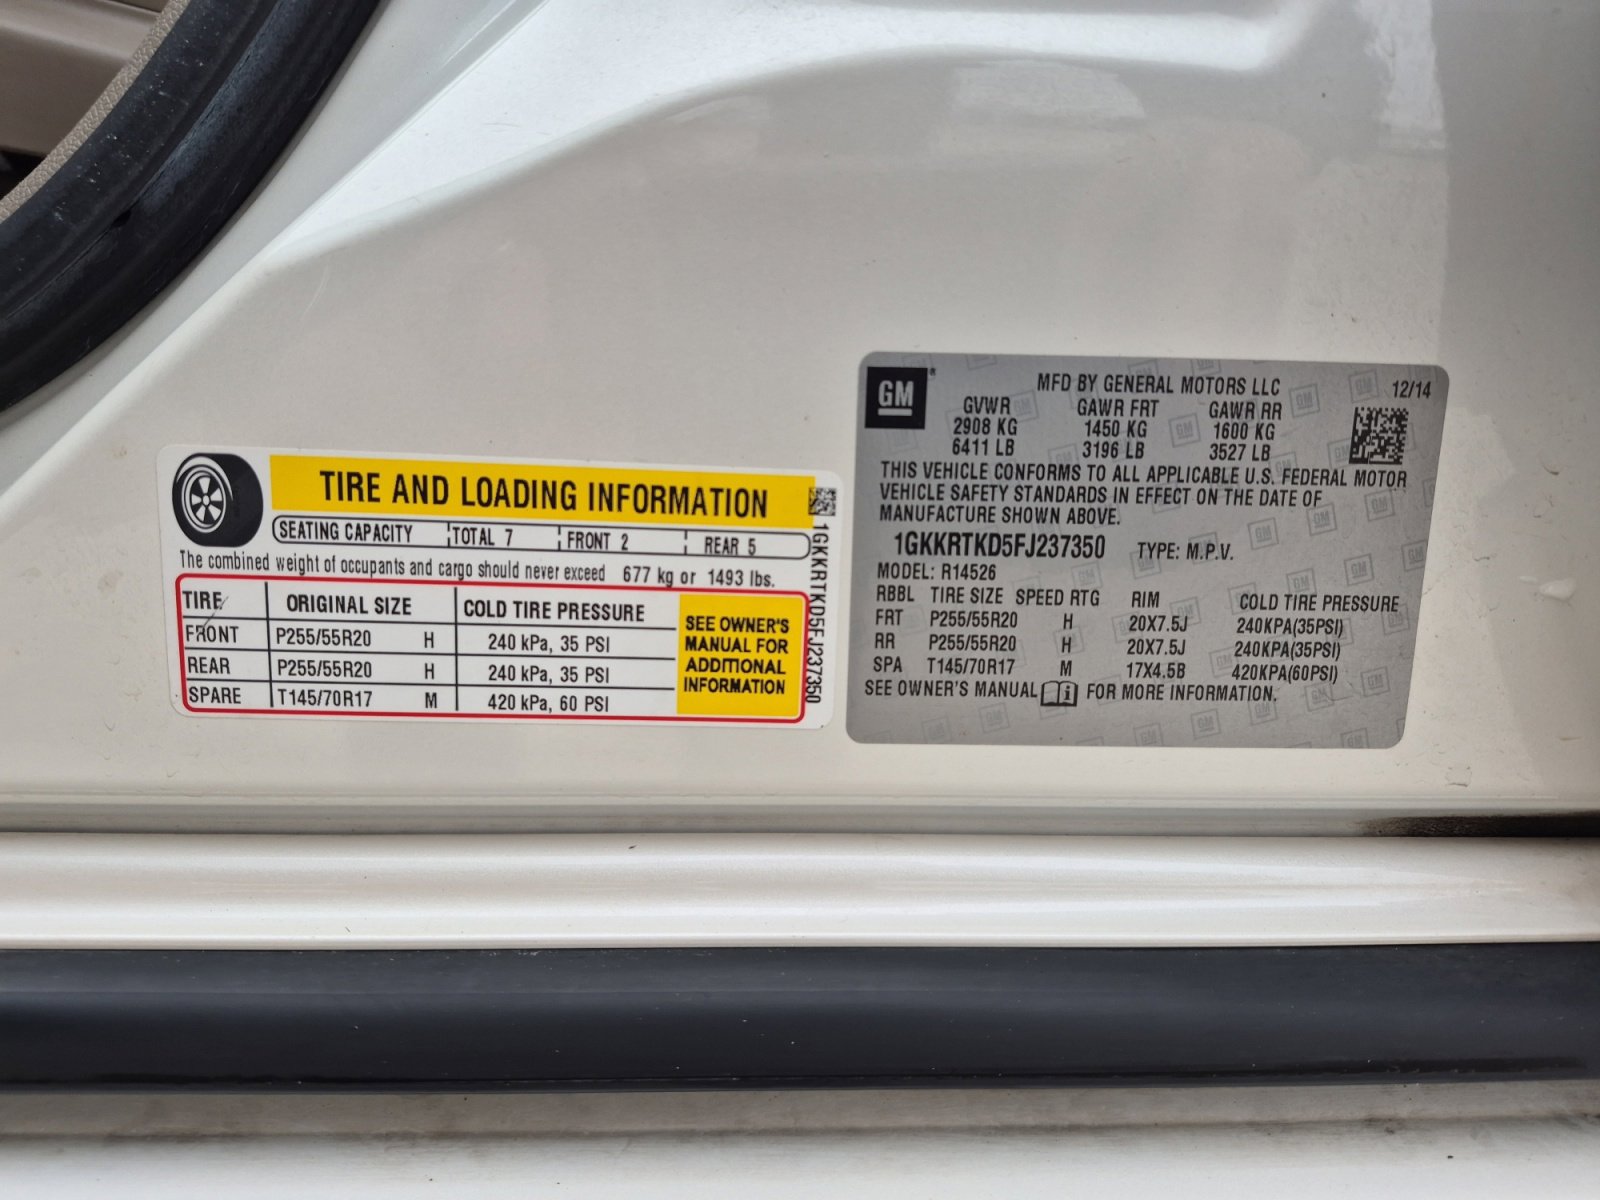 TIRE AND LOADING INFORMATION
SEATING CAPACITY TOTAL 7 FRONT 2 REAR 5
The combined weight of occupants and cargo should never exceed 677 kg or 1493 lbs.
TIRE ORIGINAL SIZE COLD TIRE PRESSURE
FRONT P255/55R20 H 240 kPa, 35 PSI
REAR P255/55R20 H 240 kPa, 35 PSI
SPARE T145/70R17 M 420 kPa, 60 PSI
SEE OWNER'S
MANUAL FOR
ADDITIONAL
INFORMATION
1GKKRTKD5FJ237350
GM®
MFD BY GENERAL MOTORS LLC 12/14
GVWR GAWR FRT GAWR RR
2908 KG 1450 KG 1600 KG
6411 LB 3196 LB 3527 LB
THIS VEHICLE CONFORMS TO ALL APPLICABLE U.S. FEDERAL MOTOR
VEHICLE SAFETY STANDARDS IN EFFECT ON THE DATE OF
MANUFACTURE SHOWN ABOVE.
1GKKRTKD5FJ237350 TYPE: M.P.V.
MODEL: R14526
RBBL TIRE SIZE SPEED RTG RIM COLD TIRE PRESSURE
FRT P255/55R20 H 20X7.5J 240KPA(35PSI)
RR P255/55R20 H 20X7.5J 240KPA(35PSI)
SPA T145/70R17 M 17X4.5B 420KPA(60PSI)
SEE OWNER'S MANUAL FOR MORE INFORMATION.